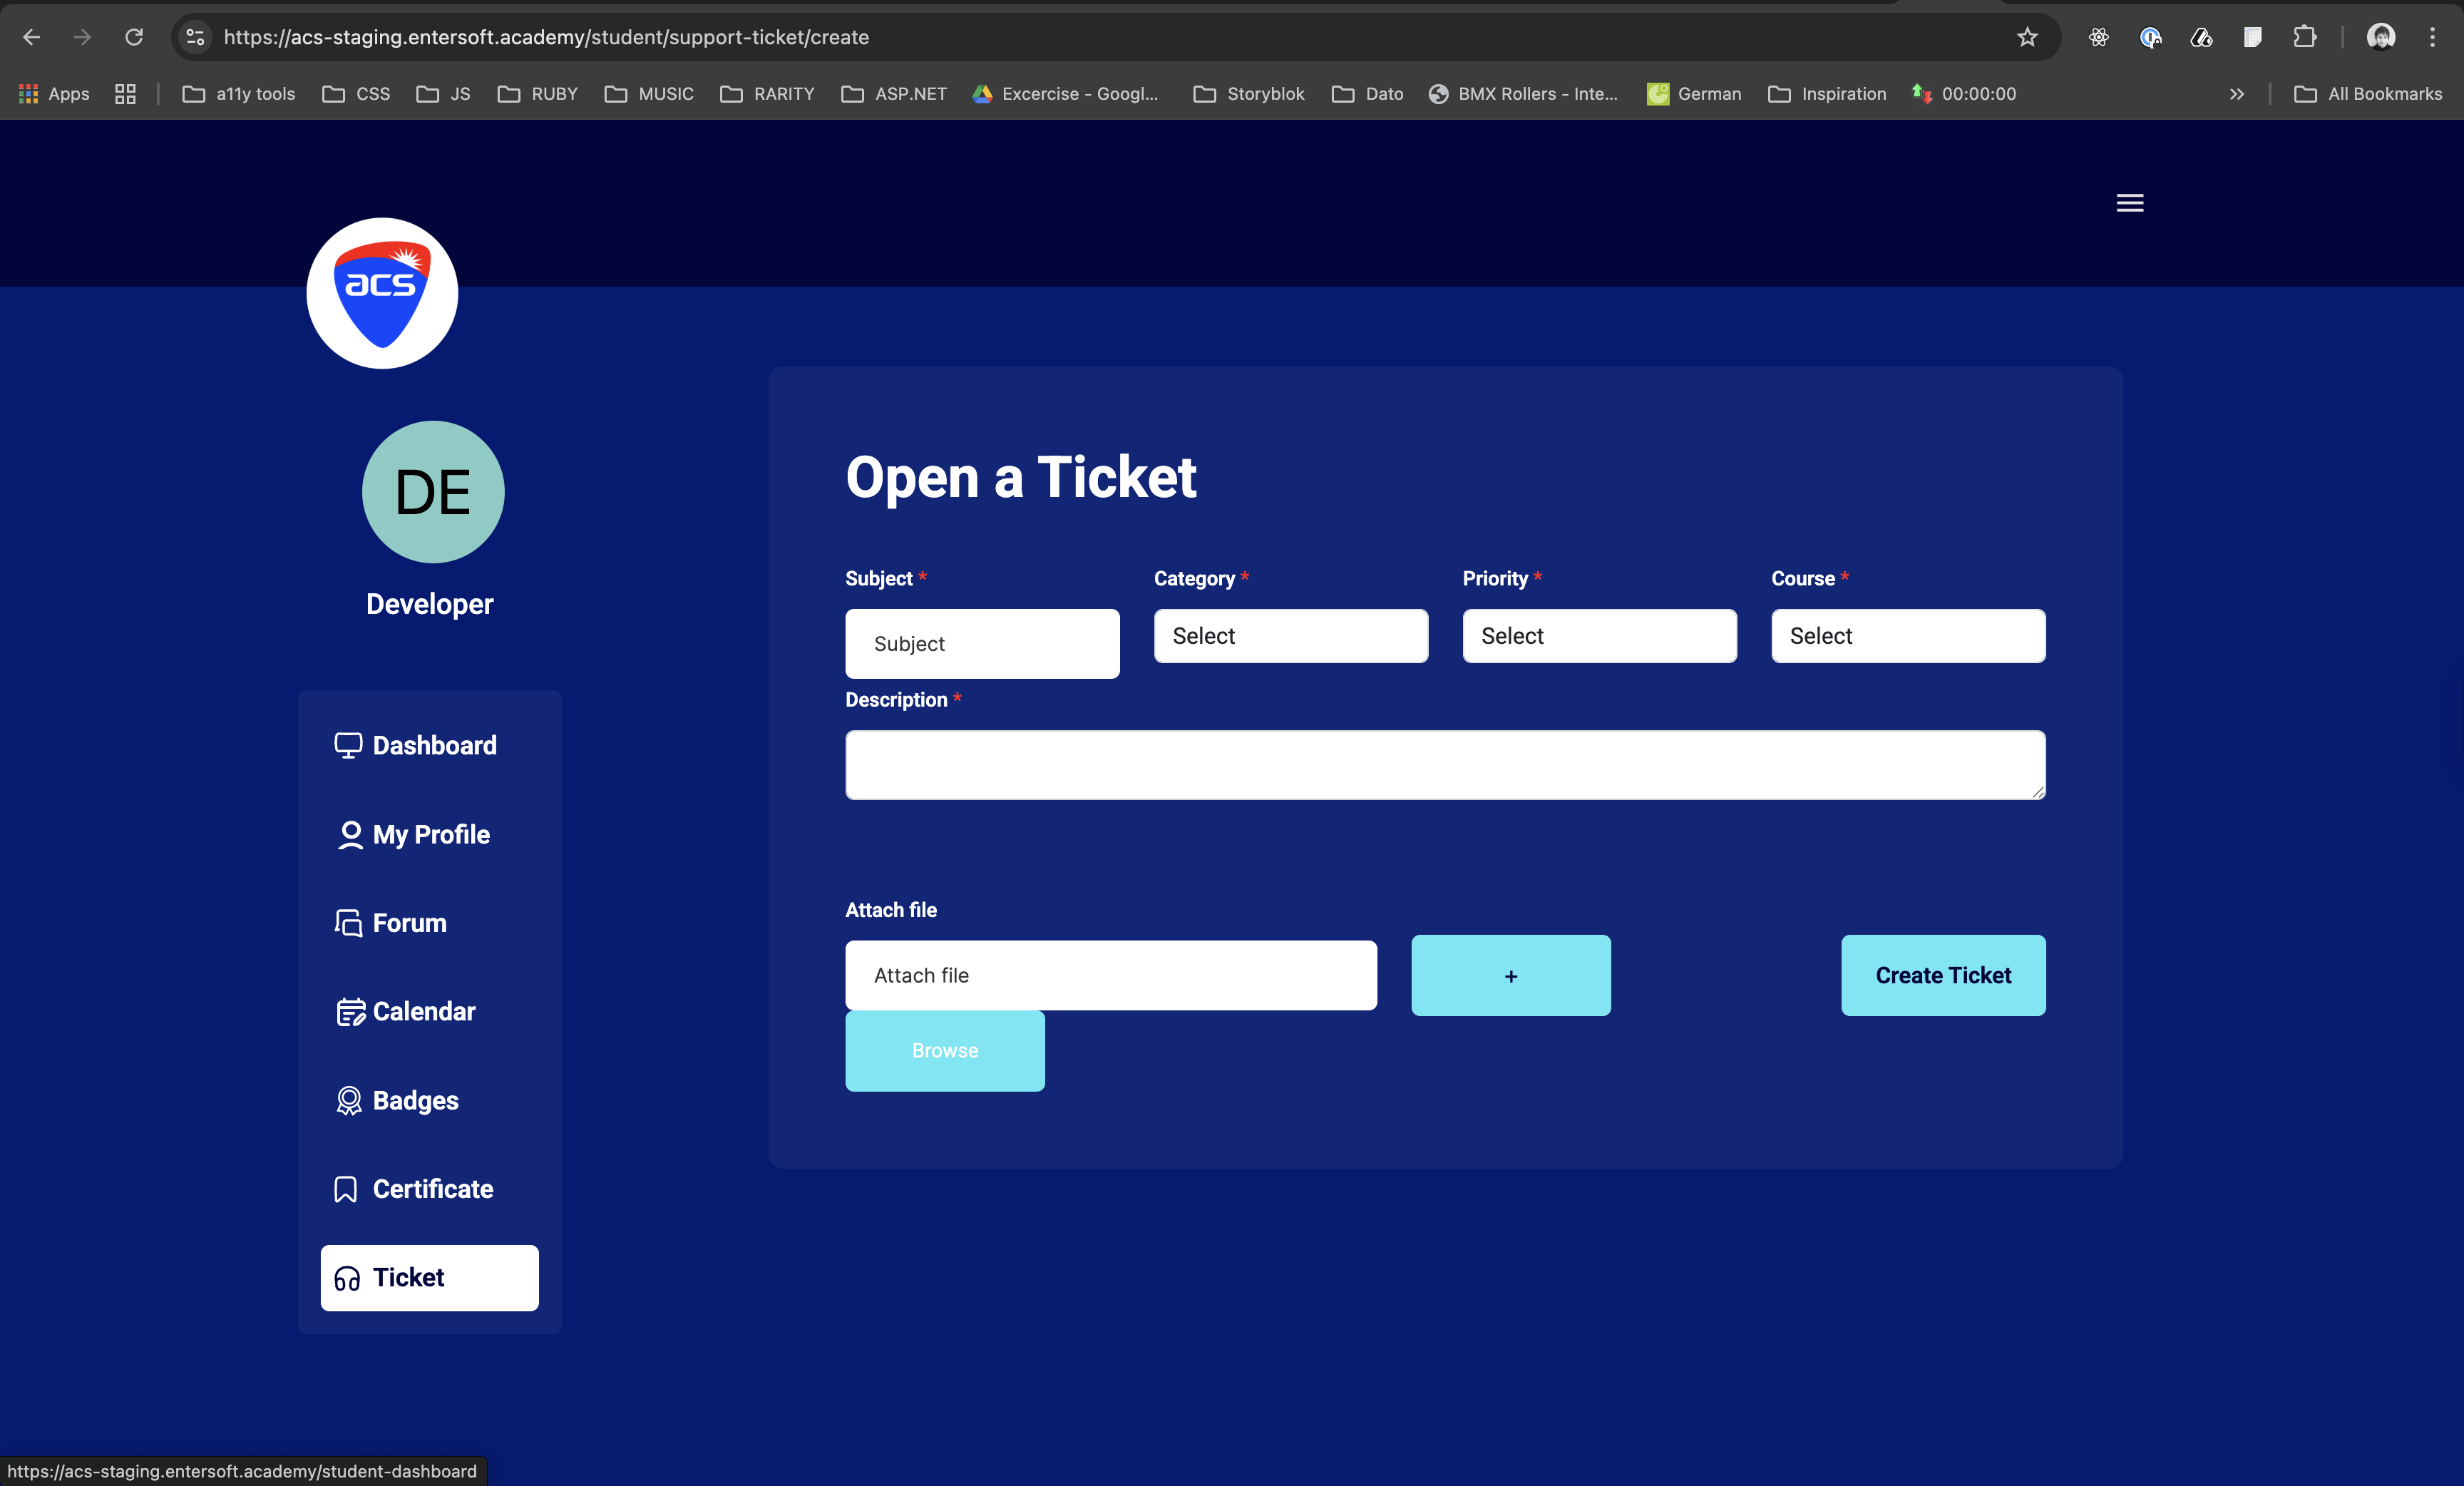 https://acs-staging.entersoft.academy/student/support-ticket/create
Apps a11y tools CSS JS RUBY MUSIC RARITY ASP.NET Excercise - Googl... Storyblok Dato BMX Rollers - Inte... German Inspiration 00:00:00 All Bookmarks
acs
DE
Developer
Dashboard
My Profile
Forum
Calendar
Badges
Certificate
Ticket
Open a Ticket
Subject * Category * Priority * Course *
Subject Select Select Select
Description *
Attach file
Attach file + Create Ticket
Browse
https://acs-staging.entersoft.academy/student-dashboard